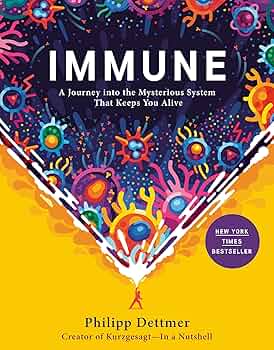 IMMUNE
A Journey into the Mysterious System
That Keeps You Alive
NEW YORK
TIMES
BESTSELLER
Philipp Dettmer
Creator of Kurzgesagt—In a Nutshell